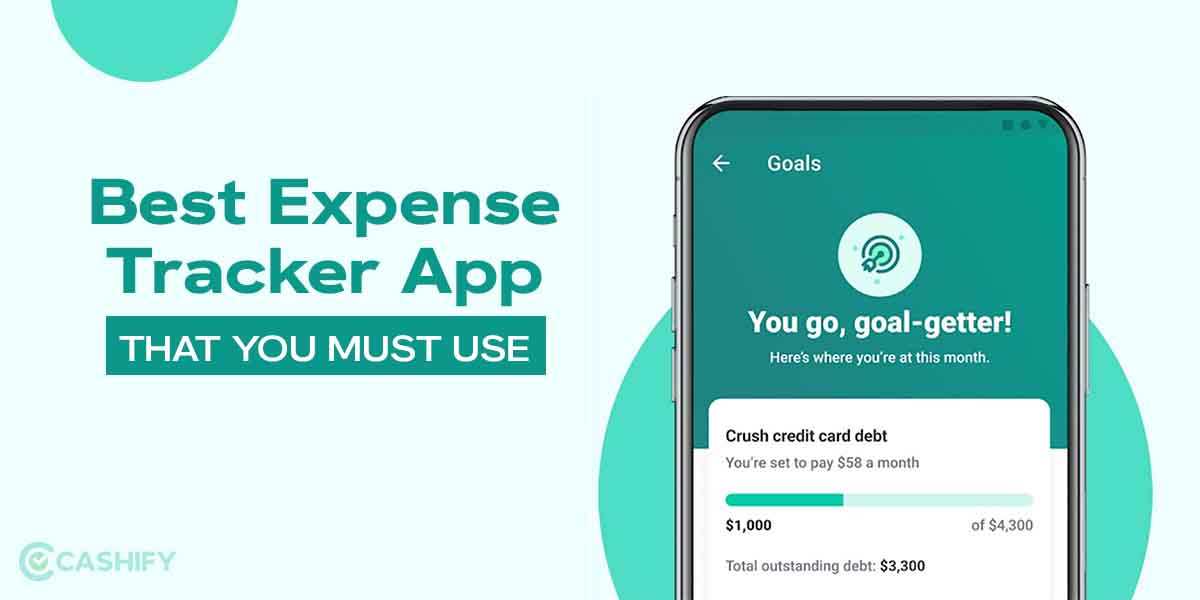 Best Expense
Tracker App
THAT YOU MUST USE
CASHIFY
Goals
You go, goal-getter!
Here's where you're at this month.
Crush credit card debt
You're set to pay $58 a month
$1,000 of $4,300
Total outstanding debt: $3,300